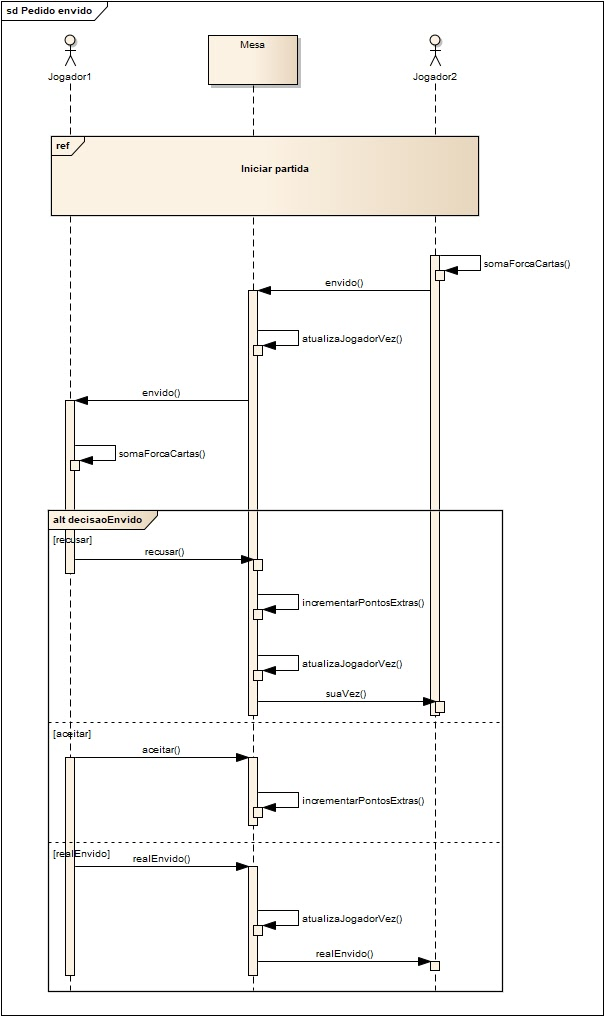 sd Pedido envido
Jogador1
Mesa
Jogador2
ref
Iniciar partida
somaForcaCartas()
envido()
atualizaJogadorVez()
envido()
somaForcaCartas()
alt decisaoEnvido
[recusar]
recusar()
incrementarPontosExtras()
atualizaJogadorVez()
suaVez()
[aceitar]
aceitar()
incrementarPontosExtras()
[realEnvido]
realEnvido()
atualizaJogadorVez()
realEnvido()